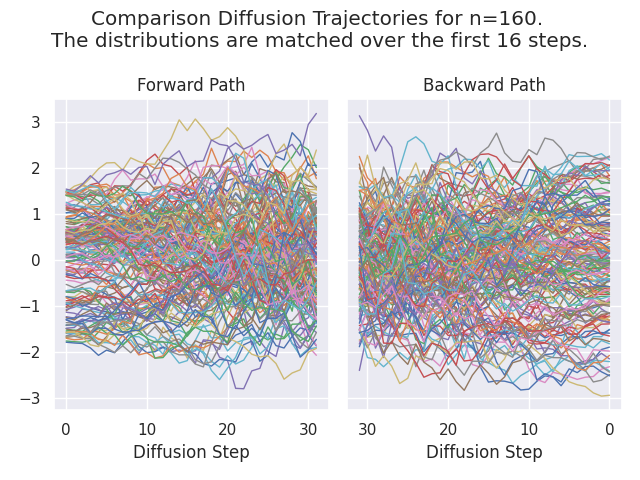 Comparison Diffusion Trajectories for n=160.
The distributions are matched over the first 16 steps.
Forward Path
Backward Path
3
2
1
0
−1
−2
−3
0 10 20 30
30 20 10 0
Diffusion Step
Diffusion Step